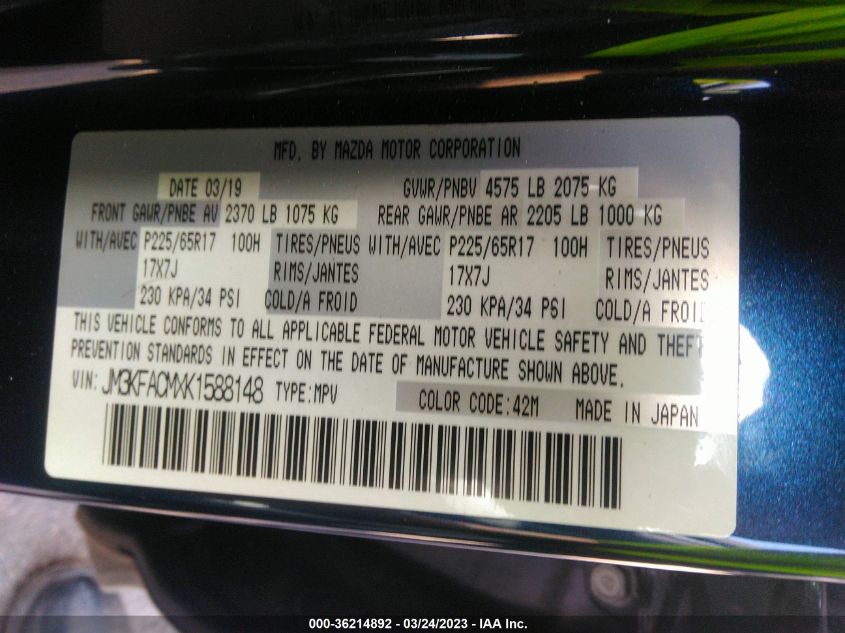 MFD. BY MAZDA MOTOR CORPORATION
DATE 03/19 GVWR/PNBV 4575 LB 2075 KG
FRONT GAWR/PNBE AV 2370 LB 1075 KG REAR GAWR/PNBE AR 2205 LB 1000 KG
WITH/AVEC P225/65R17 100H TIRES/PNEUS WITH/AVEC P225/65R17 100H TIRES/PNEUS
17X7J RIMS/JANTES 17X7J RIMS/JANTES
230 KPA/34 PSI COLD/A FROID 230 KPA/34 PSI COLD/A FROID
THIS VEHICLE CONFORMS TO ALL APPLICABLE FEDERAL MOTOR VEHICLE SAFETY AND THEFT
PREVENTION STANDARDS IN EFFECT ON THE DATE OF MANUFACTURE SHOWN ABOVE.
VIN: JM3KFACMXK1588148 TYPE:MPV COLOR CODE:42M MADE IN JAPAN
000-36214892 - 03/24/2023 - IAA Inc.